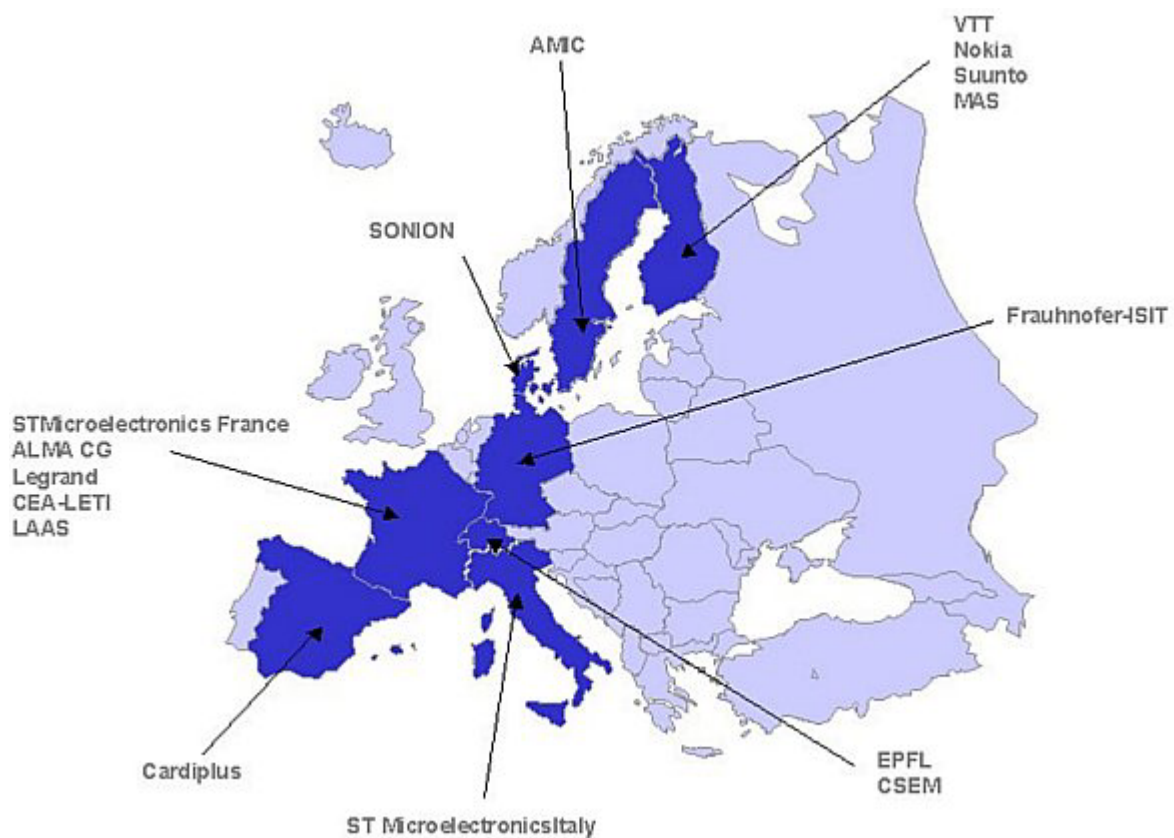 AMIC
VTT
Nokia
Suunto
MAS
SONION
Frauhnofer-ISIT
STMicroelectronics France
ALMA CG
Legrand
CEA-LETI
LAAS
Cardiplus
EPFL
CSEM
ST MicroelectronicsItaly